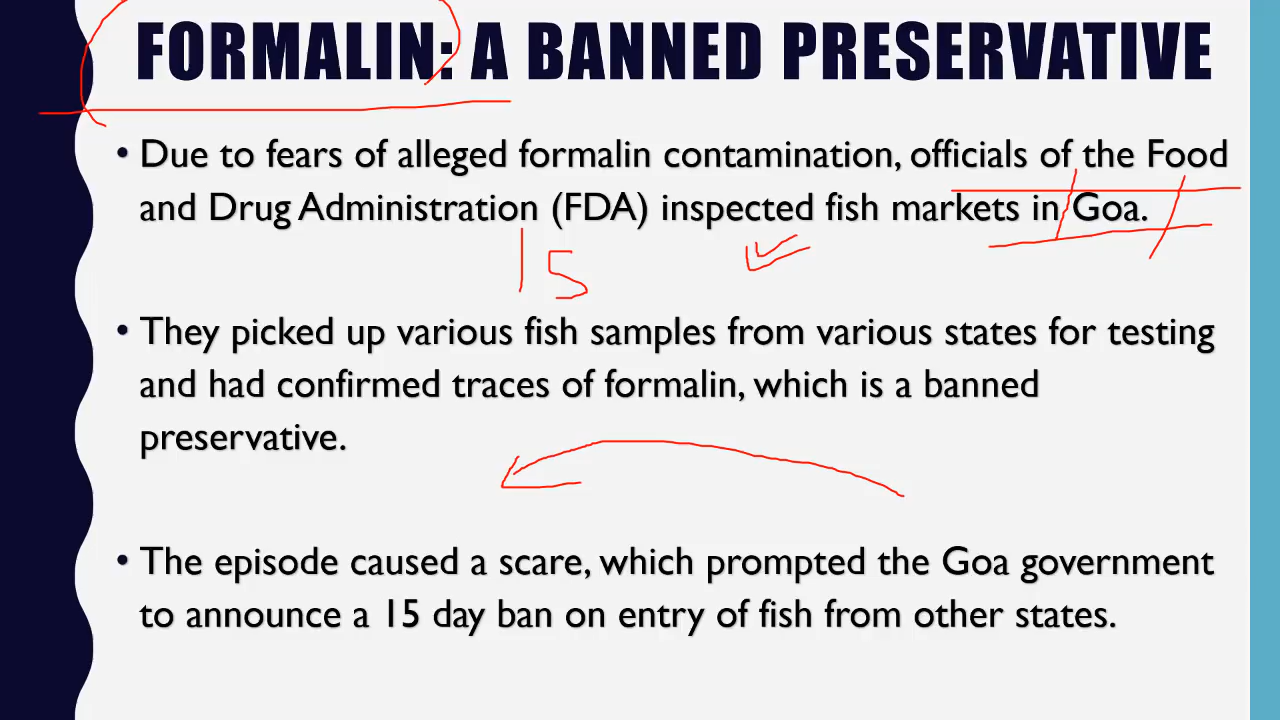 FORMALIN: A BANNED PRESERVATIVE
• Due to fears of alleged formalin contamination, officials of the Food
and Drug Administration (FDA) inspected fish markets in Goa.
15
• They picked up various fish samples from various states for testing
and had confirmed traces of formalin, which is a banned
preservative.
• The episode caused a scare, which prompted the Goa government
to announce a 15 day ban on entry of fish from other states.